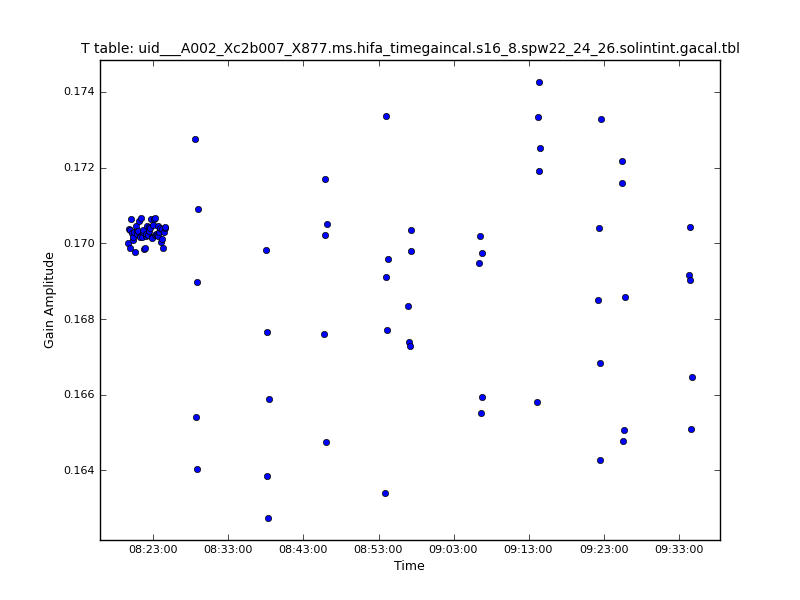 T table: uid___A002_Xc2b007_X877.ms.hifa_timegaincal.s16_8.spw22_24_26.solintint.gacal.tbl
Gain Amplitude
0.174
0.172
0.170
0.168
0.166
0.164
08:23:00 08:33:00 08:43:00 08:53:00 09:03:00 09:13:00 09:23:00 09:33:00
Time